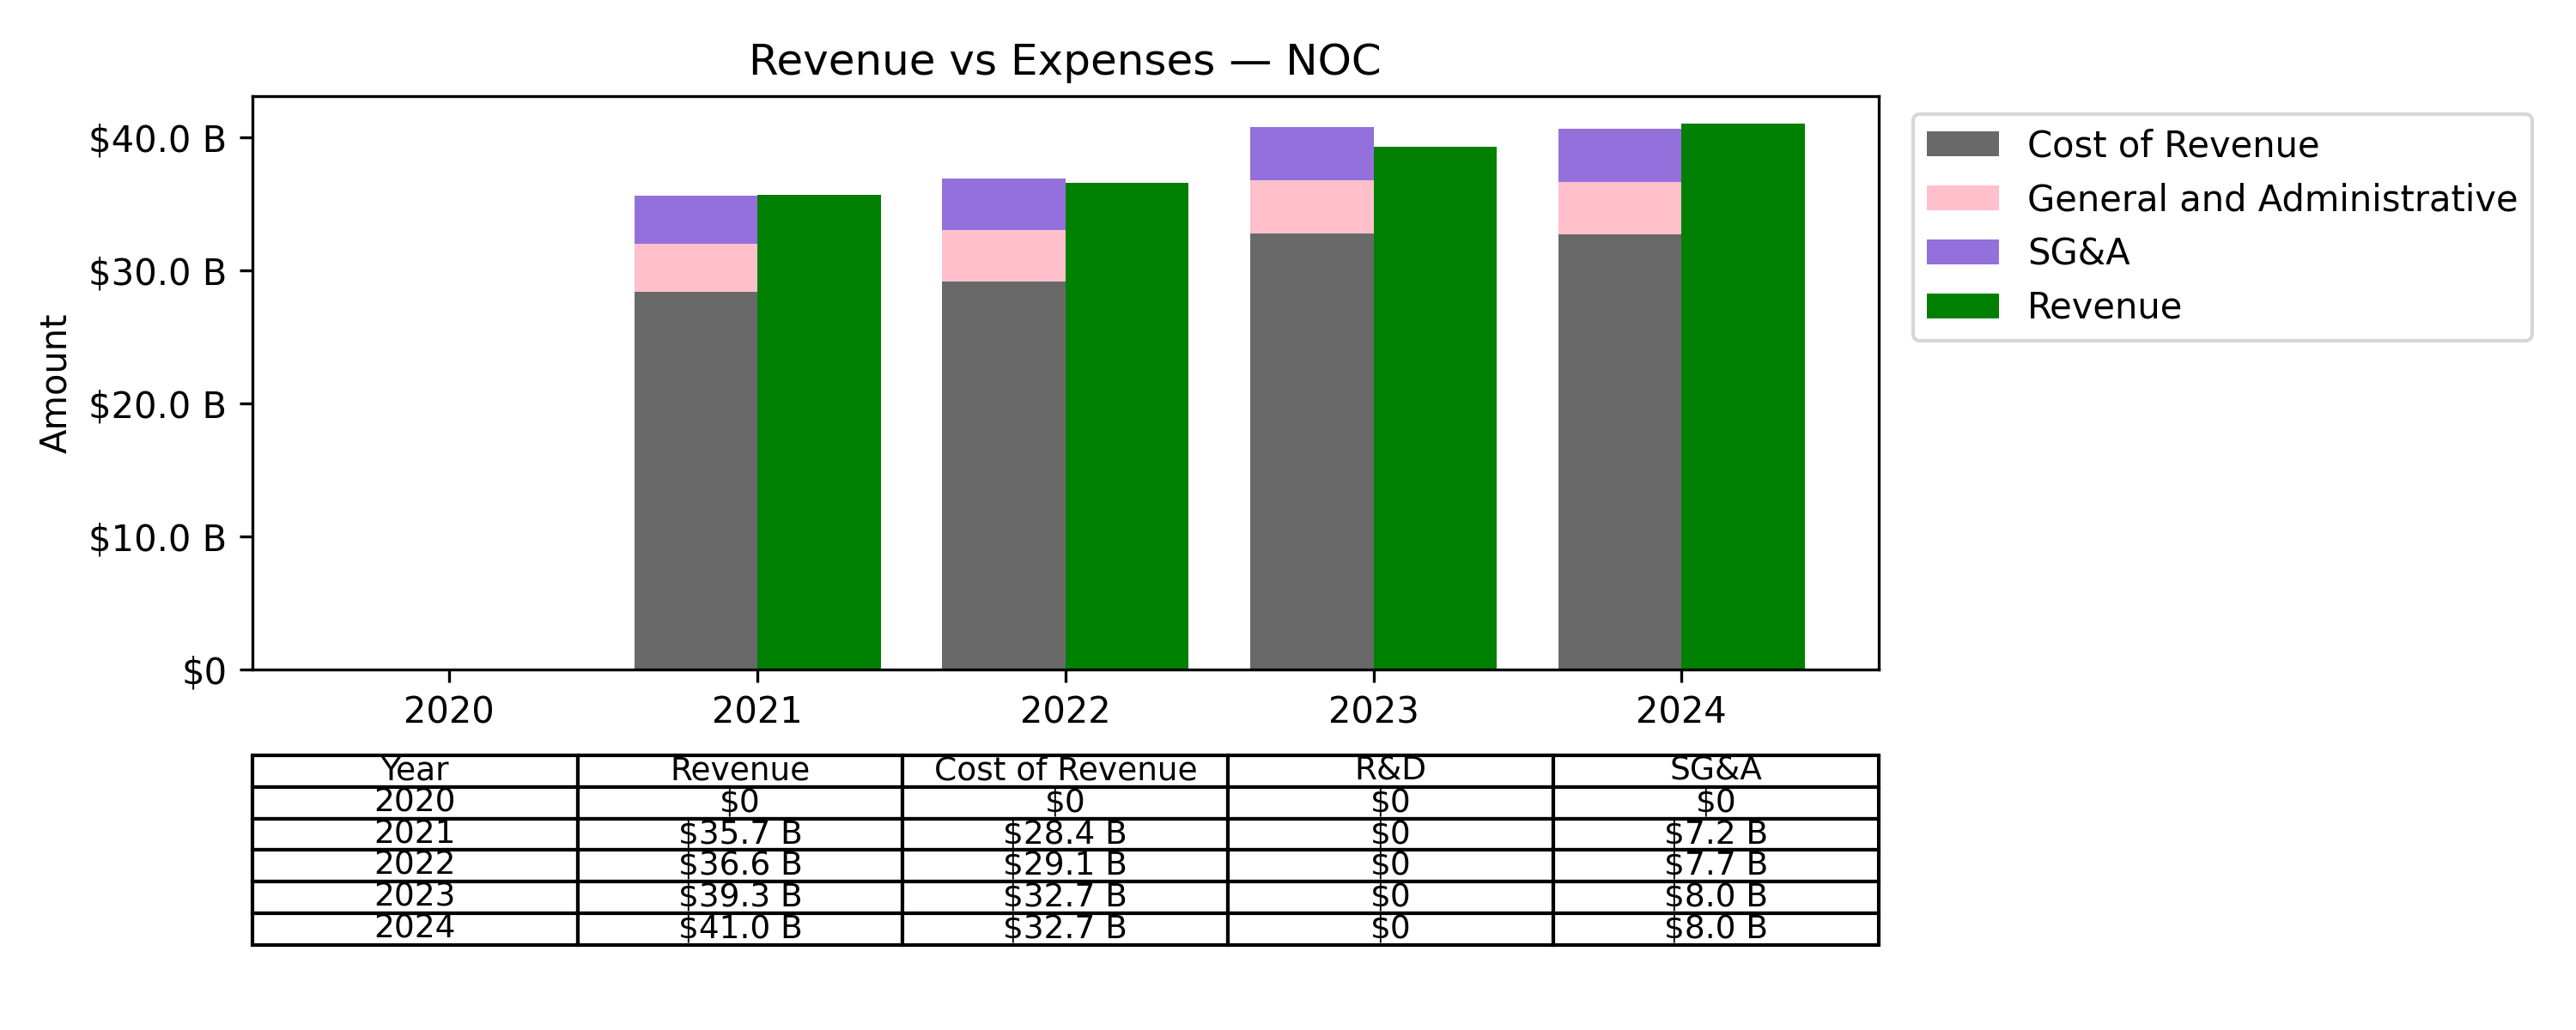 Revenue vs Expenses — NOC
Amount
$40.0 B
$30.0 B
$20.0 B
$10.0 B
$0
2020 2021 2022 2023 2024
Cost of Revenue
General and Administrative
SG&A
Revenue
Year Revenue Cost of Revenue R&D SG&A
2020 $0 $0 $0 $0
2021 $35.7 B $28.4 B $0 $7.2 B
2022 $36.6 B $29.1 B $0 $7.7 B
2023 $39.3 B $32.7 B $0 $8.0 B
2024 $41.0 B $32.7 B $0 $8.0 B